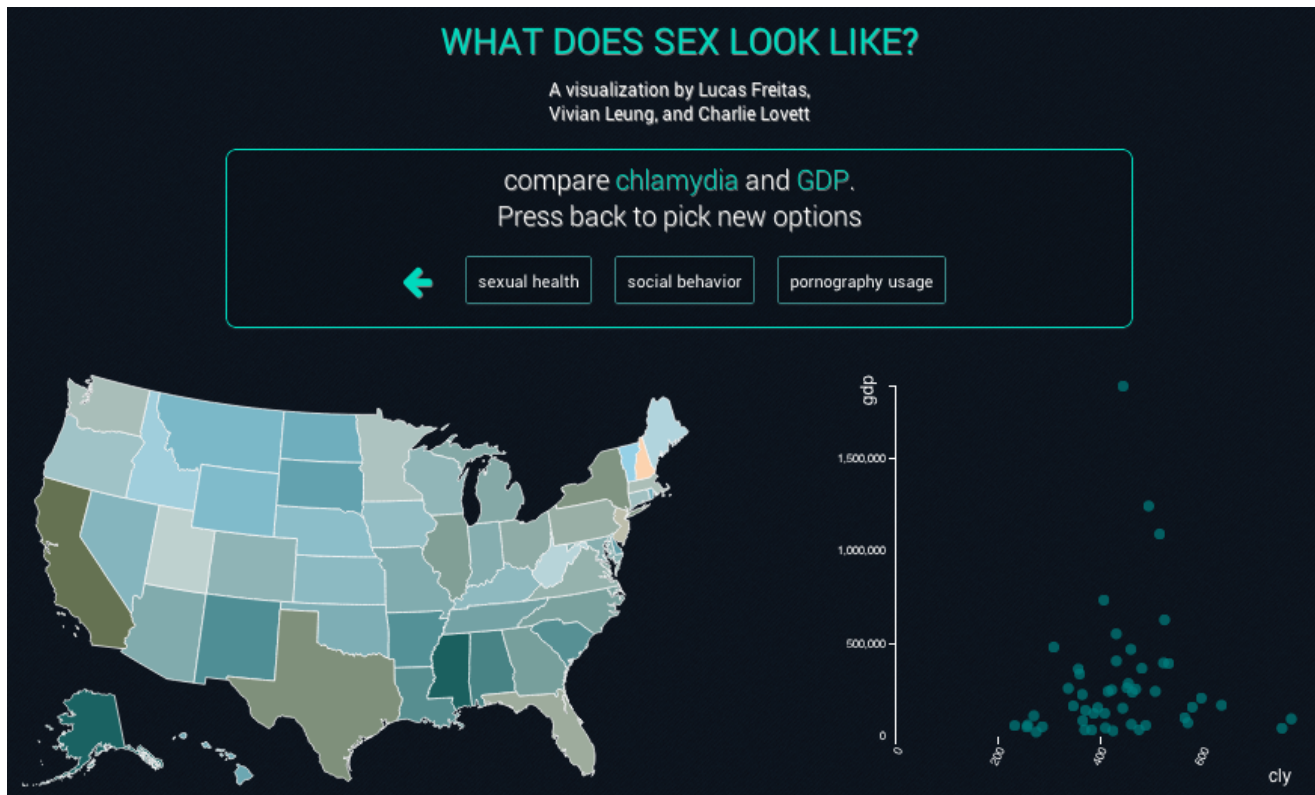 WHAT DOES SEX LOOK LIKE?
A visualization by Lucas Freitas,
Vivian Leung, and Charlie Lovett
compare chlamydia and GDP.
Press back to pick new options
sexual health
social behavior
pornography usage
gdp
1,500,000
1,000,000
500,000
0
0
200
400
600
cly